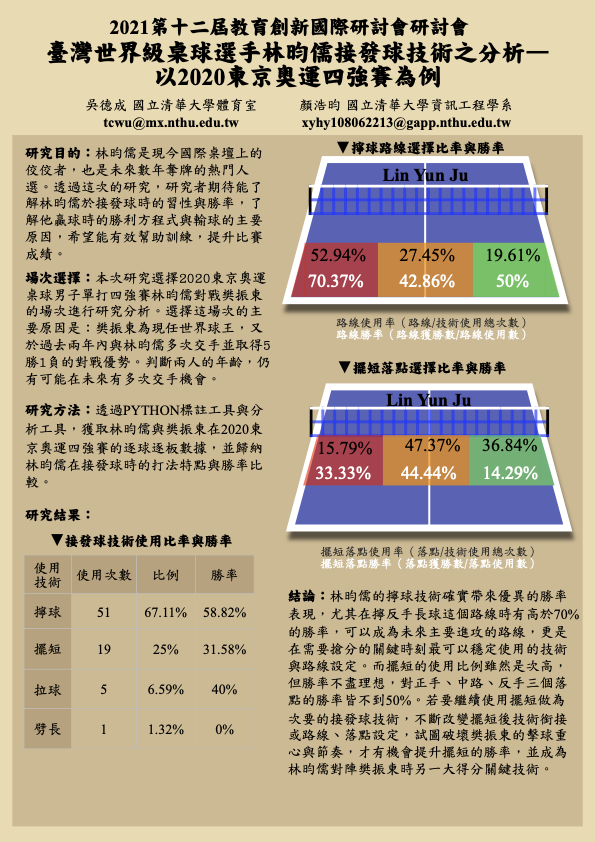 2021第十二屆教育創新國際研討會研討會
臺灣世界級桌球選手林昀儒接發球技術之分析—
以2020東京奧運四強賽為例
吳德成 國立清華大學體育室
tcwu@mx.nthu.edu.tw
顏浩昀 國立清華大學資訊工程學系
xyhy108062213@gapp.nthu.edu.tw
研究目的：林昀儒是現今國際桌壇上的
佼佼者，也是未來數年奪牌的熱門人
選。透過這次的研究，研究者期待能了
解林昀儒於接發球時的習性與勝率，了
解他贏球時的勝利方程式與輸球的主要
原因，希望能有效幫助訓練，提升比賽
成績。
場次選擇：本次研究選擇2020東京奧運
桌球男子單打四強賽林昀儒對戰樊振東
的場次進行研究分析。選擇這場次的主
要原因是：樊振東為現任世界球王，又
於過去兩年內與林昀儒多次交手並取得5
勝1負的對戰優勢。判斷兩人的年齡，仍
有可能在未來有多次交手機會。
研究方法：透過PYTHON標註工具與分
析工具，獲取林昀儒與樊振東在2020東
京奧運四強賽的逐球逐板數據，並歸納
林昀儒在接發球時的打法特點與勝率比
較。
研究結果：
▼接發球技術使用比率與勝率
使用技術 使用次數 比例 勝率
擰球 51 67.11% 58.82%
擺短 19 25% 31.58%
拉球 5 6.59% 40%
劈長 1 1.32% 0%
▼擰球路線選擇比率與勝率
Lin Yun Ju
52.94% 27.45% 19.61%
70.37% 42.86% 50%
路線使用率（路線/技術使用總次數）
路線勝率（路線獲勝數/路線使用數）
▼擺短落點選擇比率與勝率
Lin Yun Ju
15.79% 47.37% 36.84%
33.33% 44.44% 14.29%
擺短落點使用率（落點/技術使用總次數）
擺短落點勝率（落點獲勝數/落點使用數）
結論：林昀儒的擰球技術確實帶來優異的勝率
表現，尤其在擰反手長球這個路線時有高於70%
的勝率，可以成為未來主要進攻的路線，更是
在需要搶分的關鍵時刻最可以穩定使用的技術
與路線設定。而擺短的使用比例雖然是次高，
但勝率不盡理想，對正手、中路、反手三個落
點的勝率皆不到50%。若要繼續使用擺短做為
次要的接發球技術，不斷改變擺短後技術銜接
或路線、落點設定，試圖破壞樊振東的擊球重
心與節奏，才有機會提升擺短的勝率，並成為
林昀儒對陣樊振東時另一大得分關鍵技術。